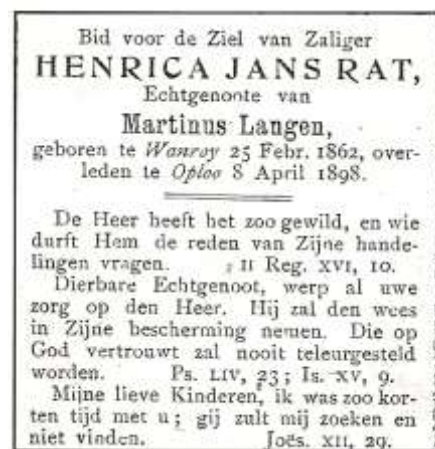 Bid voor de Ziel van Zaliger
HENRICA JANS RAT,
Echtgenoote van
Martinus Langen,
geboren te Wanroy 25 Febr. 1862, over-
leden te Oploo 8 April 1898.
De Heer heeft het zoo gewild, en wie
durft Hem de reden van Zijne hande-
lingen vragen. ; II Reg. XVI, 10.
Dierbare Echtgenoot, werp al uwe
zorg op den Heer. Hij zal den wees
in Zijne bescherming nemen. Die op
God vertrouwt zal nooit teleurgesteld
worden. Ps. LIV, 23; Is. XV, 9.
Mijne lieve Kinderen, ik was zoo kor-
ten tijd met u; gij zult mij zoeken en
niet vinden. Joës. XII, 29.